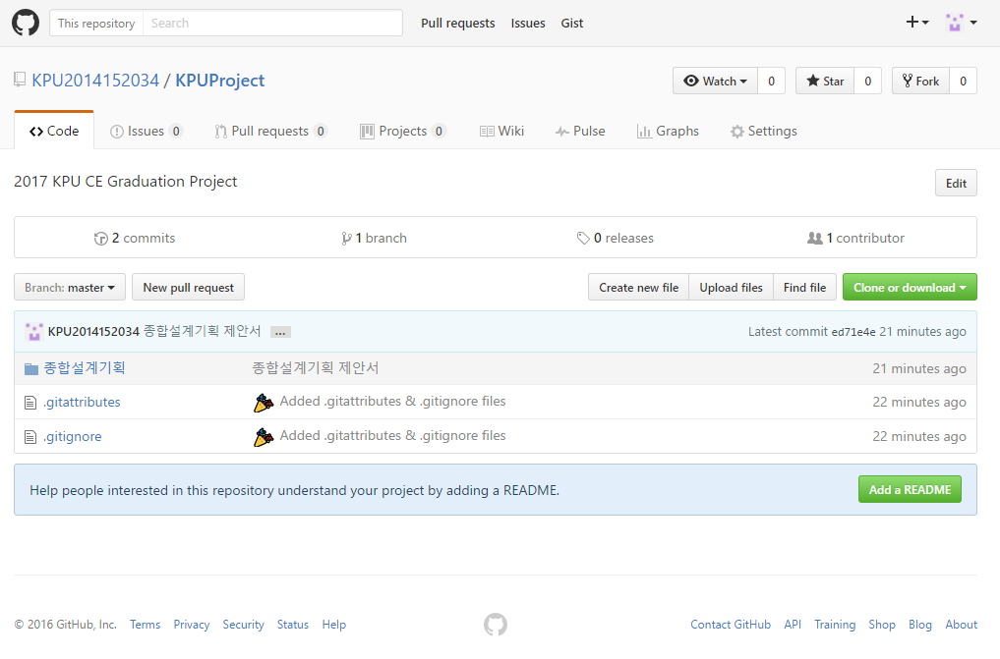 This repository Search Pull requests Issues Gist
KPU2014152034 / KPUProject Watch 0 Star 0 Fork 0
Code Issues 0 Pull requests 0 Projects 0 Wiki Pulse Graphs Settings
2017 KPU CE Graduation Project Edit
2 commits 1 branch 0 releases 1 contributor
Branch: master New pull request Create new file Upload files Find file Clone or download
KPU2014152034 종합설계기획 제안서 ... Latest commit ed71e4e 21 minutes ago
종합설계기획 종합설계기획 제안서 21 minutes ago
.gitattributes Added .gitattributes & .gitignore files 22 minutes ago
.gitignore Added .gitattributes & .gitignore files 22 minutes ago
Help people interested in this repository understand your project by adding a README. Add a README
© 2016 GitHub, Inc. Terms Privacy Security Status Help Contact GitHub API Training Shop Blog About